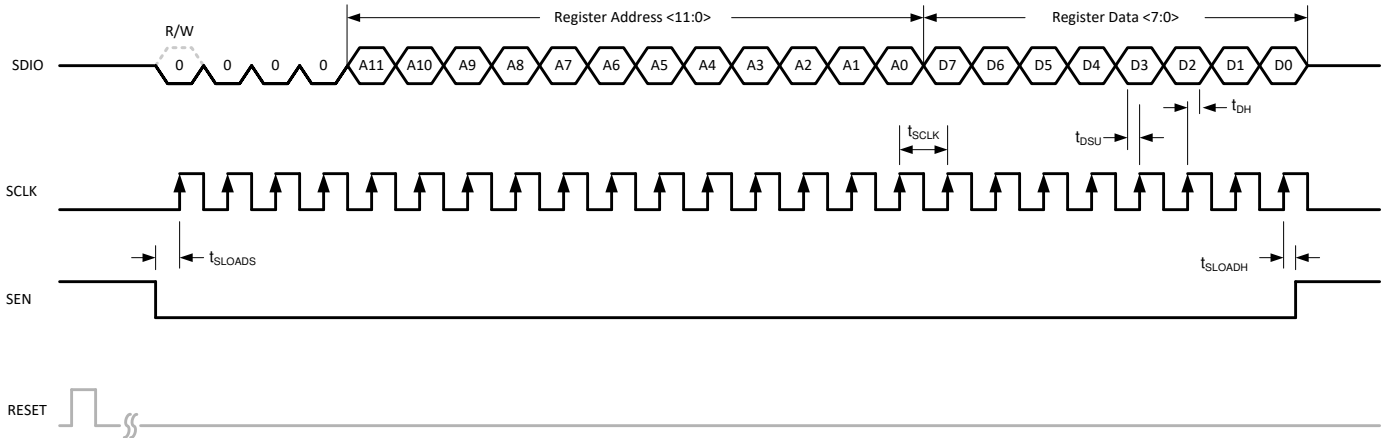 Register Address <11:0> Register Data <7:0>
R/W
SDIO 0 0 0 0 A11 A10 A9 A8 A7 A6 A5 A4 A3 A2 A1 A0 D7 D6 D5 D4 D3 D2 D1 D0
tDH
tSCLK tDSU
SCLK
tSLOADS tSLOADH
SEN
RESET